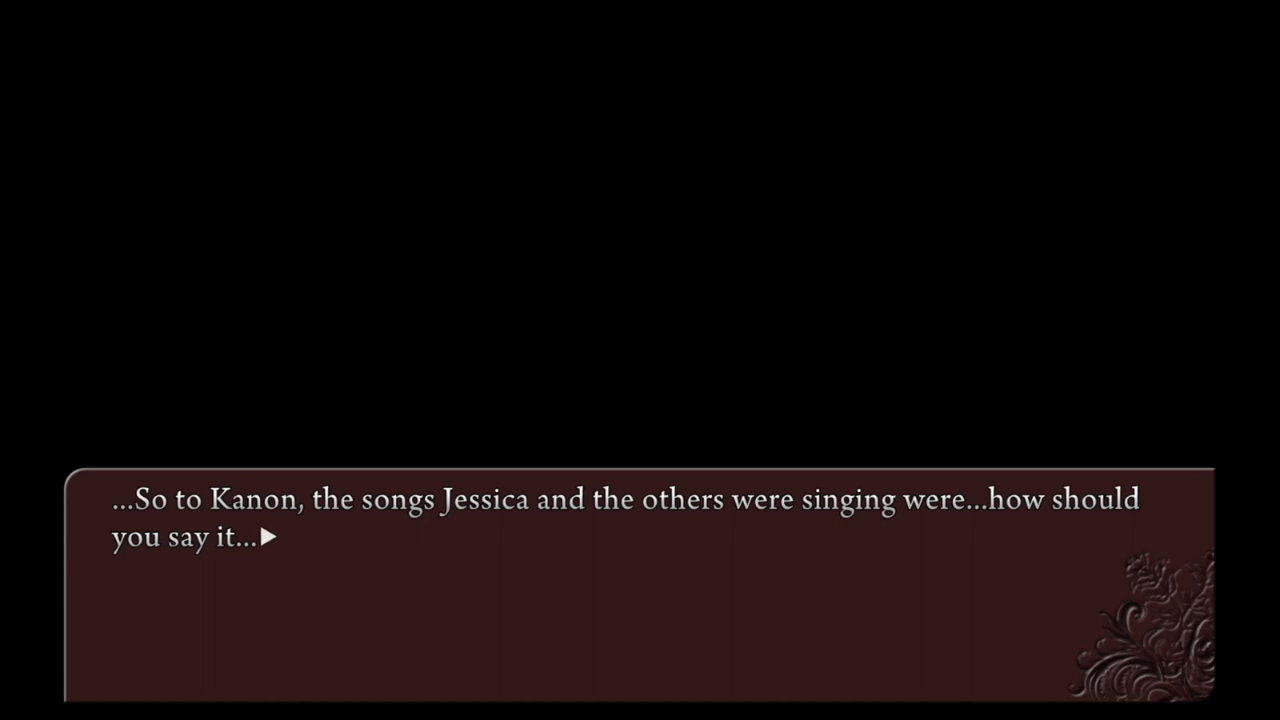 ...So to Kanon, the songs Jessica and the others were singing were...how should
you say it...